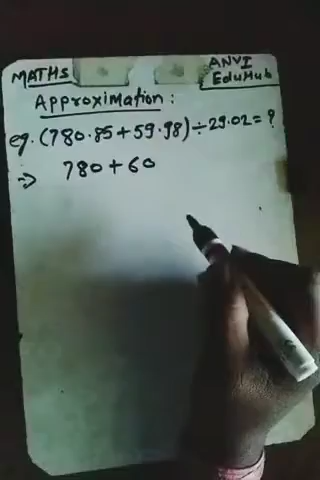 MATHS
ANVI
EduHub
Approximation:
eg. (780.85+59.98)÷29.02=?
⇒ 780+60